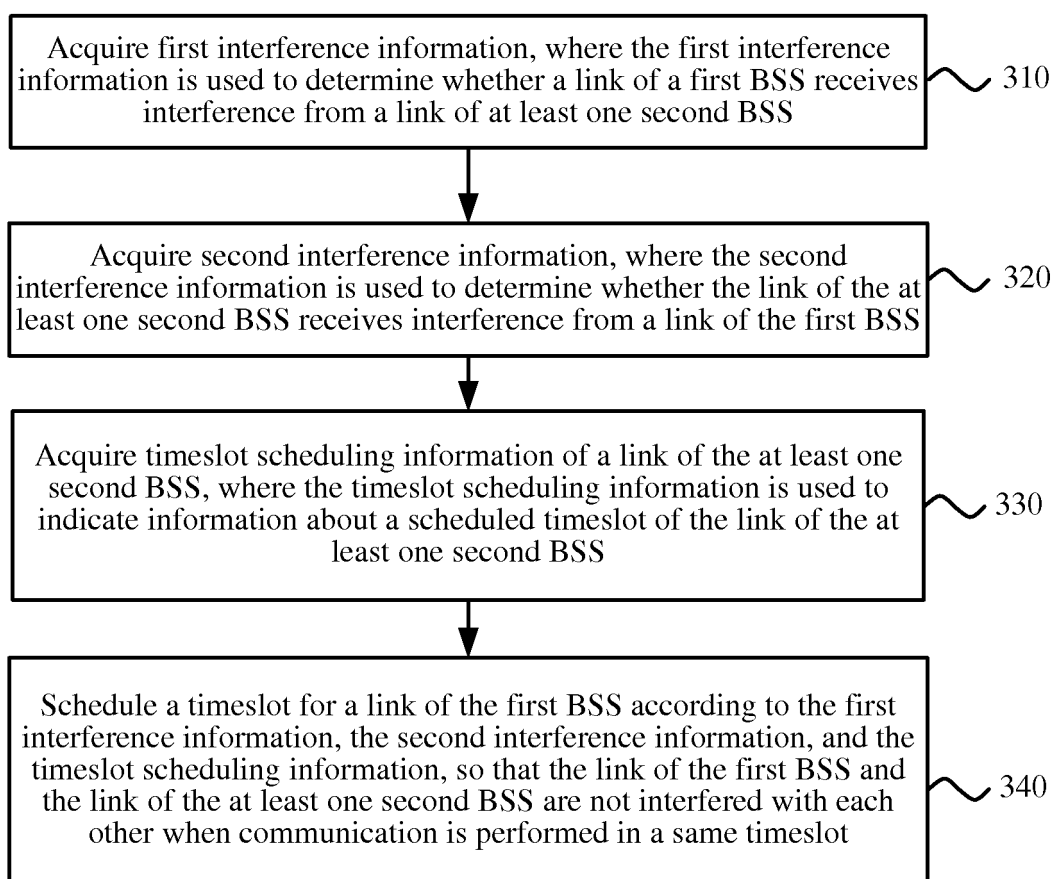 Acquire first interference information, where the first interference
information is used to determine whether a link of a first BSS receives
interference from a link of at least one second BSS
310
Acquire second interference information, where the second
interference information is used to determine whether the link of the at
least one second BSS receives interference from a link of the first BSS
320
Acquire timeslot scheduling information of a link of the at least one
second BSS, where the timeslot scheduling information is used to
indicate information about a scheduled timeslot of the link of the at
least one second BSS
330
Schedule a timeslot for a link of the first BSS according to the first
interference information, the second interference information, and the
timeslot scheduling information, so that the link of the first BSS and
the link of the at least one second BSS are not interfered with each
other when communication is performed in a same timeslot
340